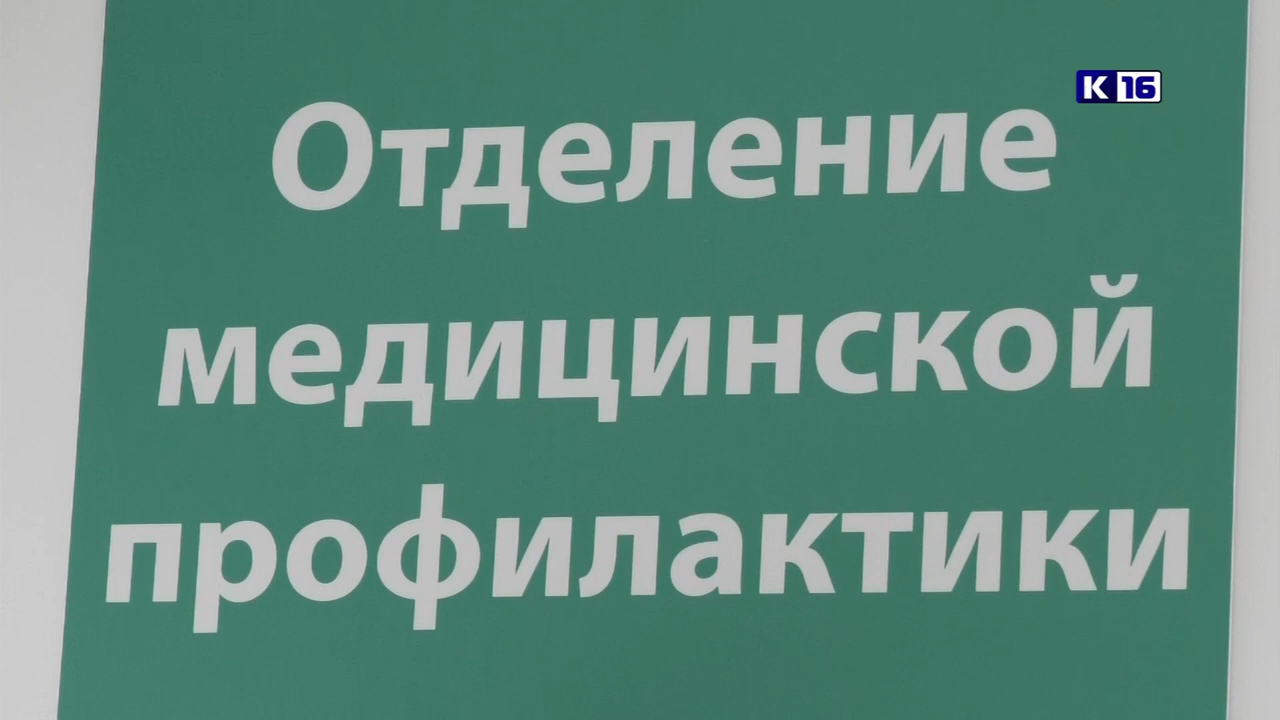 К 16
Отделение
медицинской
профилактики